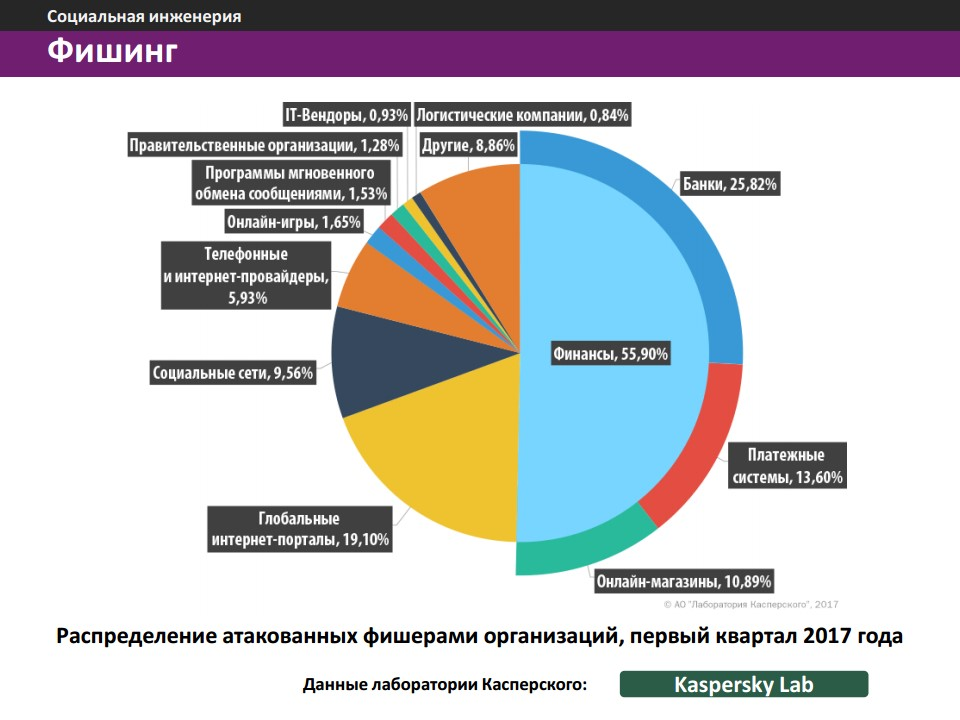 Социальная инженерия
Фишинг
IT-Вендоры, 0,93%
Логистические компании, 0,84%
Правительственные организации, 1,28%
Другие, 8,86%
Программы мгновенного
обмена сообщениями, 1,53%
Банки, 25,82%
Онлайн-игры, 1,65%
Телефонные
и интернет-провайдеры,
5,93%
Финансы, 55,90%
Социальные сети, 9,56%
Платежные
системы, 13,60%
Глобальные
интернет-порталы, 19,10%
Онлайн-магазины, 10,89%
© АО "Лаборатория Касперского", 2017
Распределение атакованных фишерами организаций, первый квартал 2017 года
Данные лаборатории Касперского:
Kaspersky Lab